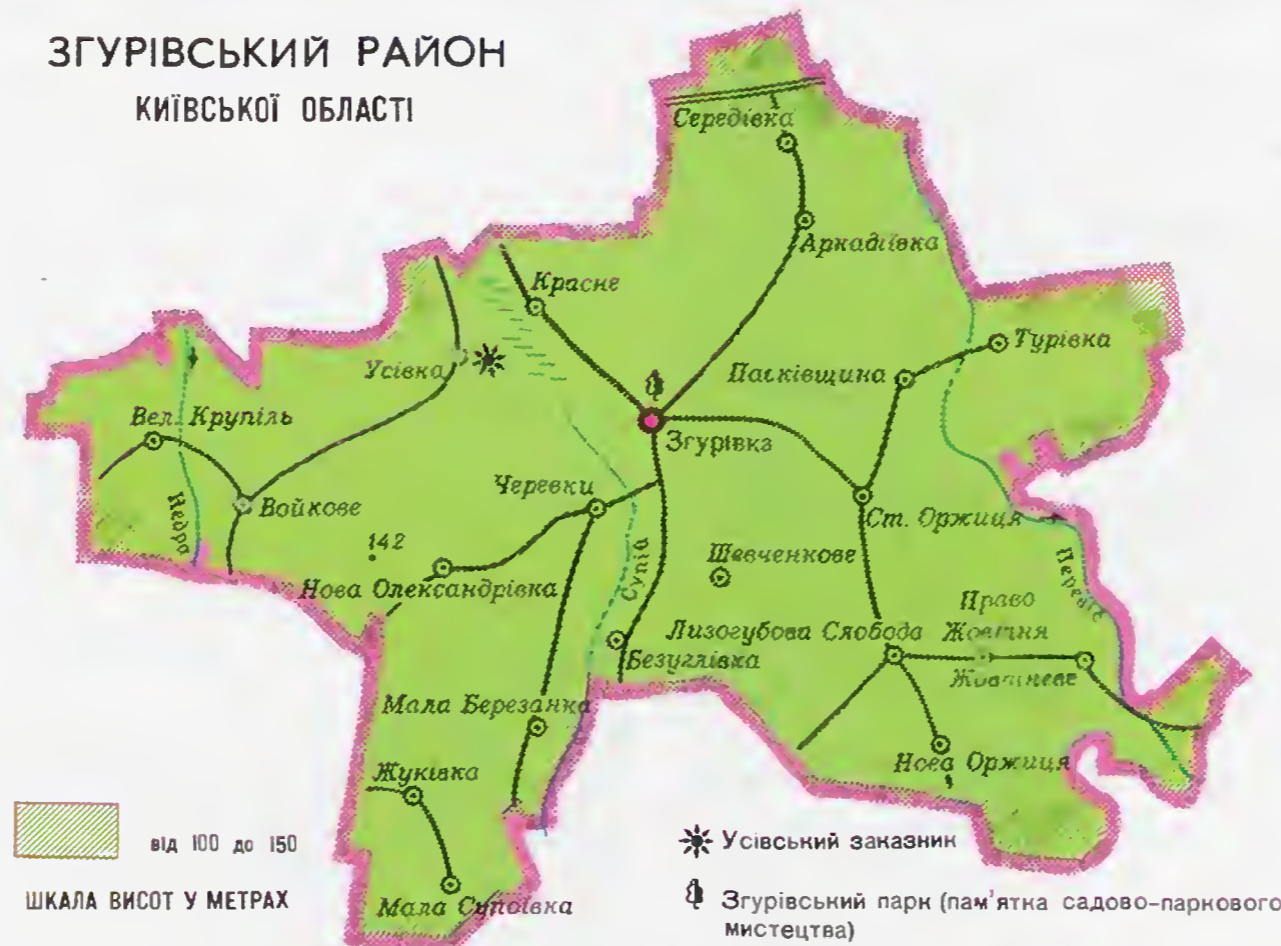 ЗГУРІВСЬКИЙ РАЙОН
КИЇВСЬКОЇ ОБЛАСТІ
Середівка
Аркадіївка
Красне
Турівка
Усівка
Пасківщина
Вел. Крупіль
Згурівка
Черевки
Войкове
Ст. Оржиця
Недра
142
Шевченкове
Нова Олександрівка
Супій
Перевіс
Право
Жовтня
Лизогубова Слобода
Безуглівка
Жовтневе
Мала Березанка
Жуківка
Нова Оржиця
від 100 до 150
ШКАЛА ВИСОТ У МЕТРАХ
Мала Супоївка
Усівський заказник
Згурівський парк (пам'ятка садово-паркового
мистецтва)